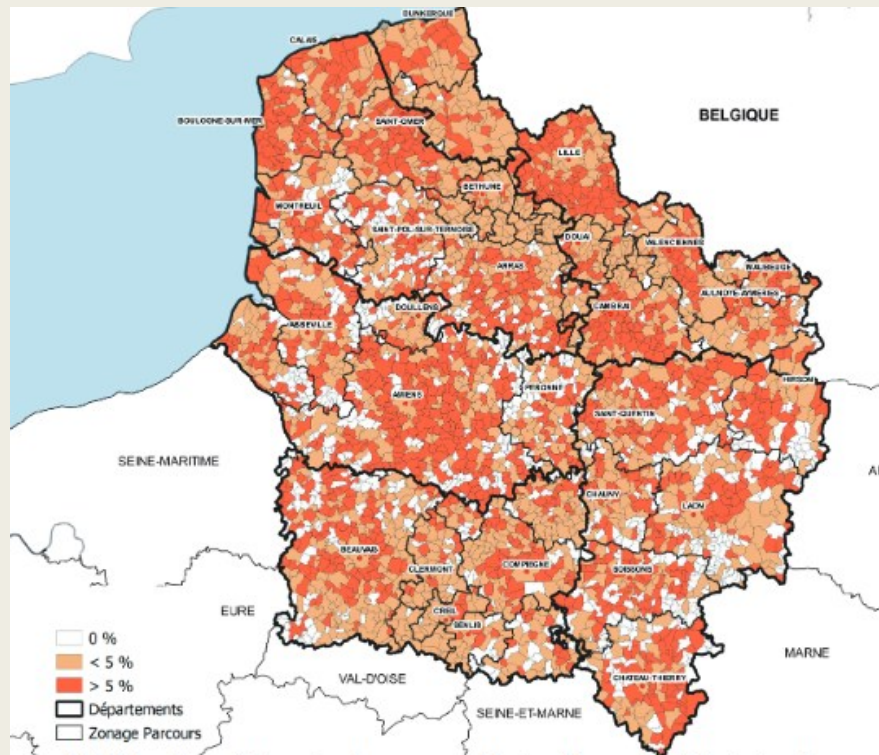 DUNKERQUE
CALAIS
BOULOGNE-SUR-MER
SAINT-OMER
BELGIQUE
LILLE
BETHUNE
MONTREUIL
SAINT-POL-SUR-TERNOISE
DOUAI
VALENCIENNES
ARRAS
MAUBEUGE
AULNOYE-AYMERIES
CAMBRAI
DOULLENS
ABBEVILLE
HIRSON
PERONNE
AMIENS
SAINT-QUENTIN
SEINE-MARITIME
CHAUNY
LAON
BEAUVAIS
CLERMONT
COMPIEGNE
SOISSONS
CREIL
SENLIS
EURE
MARNE
VAL-D'OISE
CHATEAU-THIERRY
SEINE-ET-MARNE
0 %
< 5 %
> 5 %
Départements
Zonage Parcours